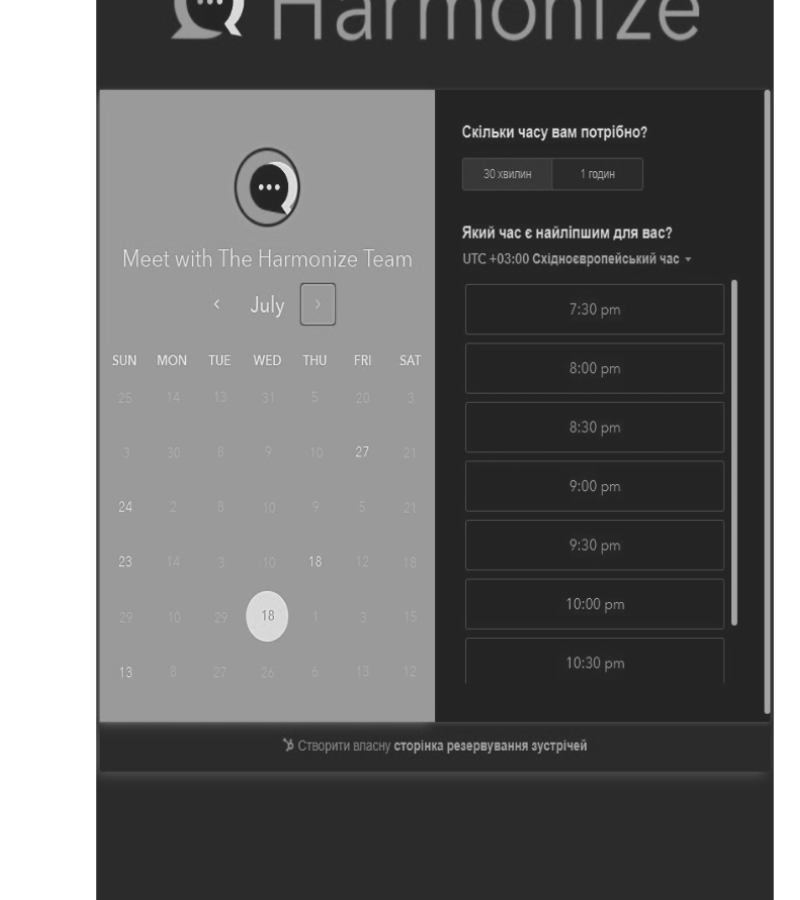 Harmonize
Скільки часу вам потрібно?
30 хвилин 1 годин
Meet with The Harmonize Team
Який час є найліпшим для вас?
UTC +03:00 Східноєвропейський час
July
SUN MON TUE WED THU FRI SAT
25 14 13 31 5 20 3
3 30 8 9 10 27 21
24 2 8 10 9 5 21
23 14 3 10 18 12 18
29 10 29 18 1 3 15
13 8 27 26 6 13 12
7:30 pm
8:00 pm
8:30 pm
9:00 pm
9:30 pm
10:00 pm
10:30 pm
Створити власну сторінка резервування зустрічей